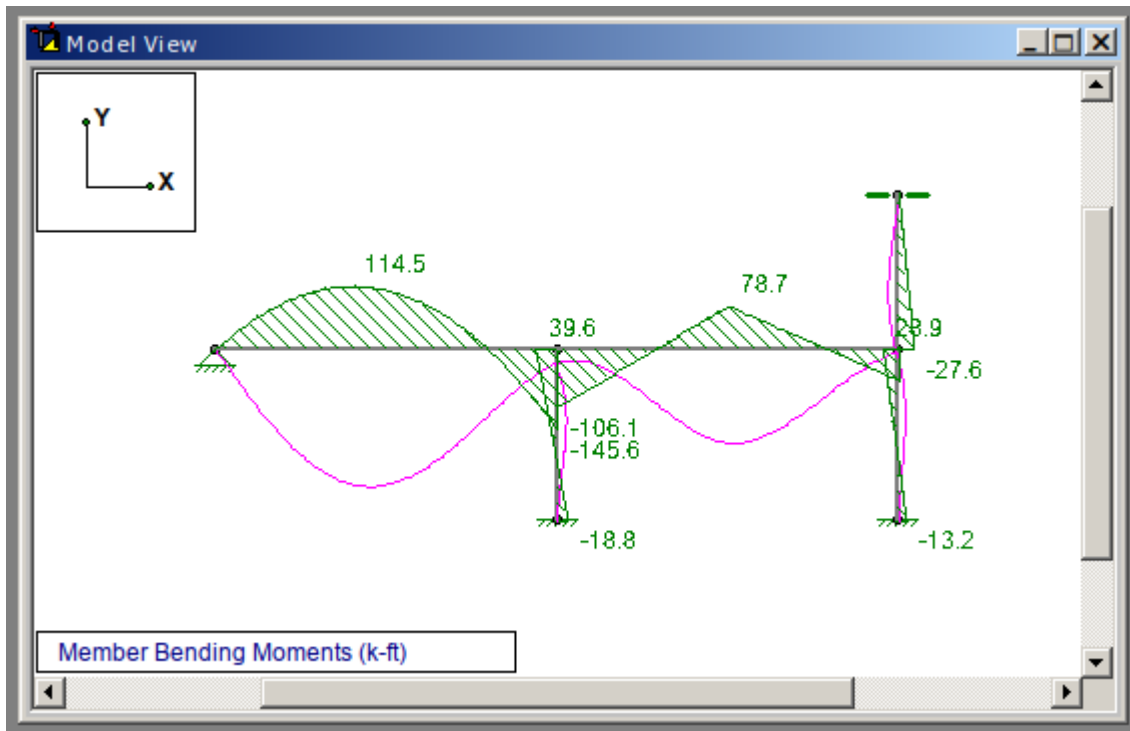 Model View
Y
X
114.5
78.7
39.6
28.9
-27.6
-106.1
-145.6
-18.8
-13.2
Member Bending Moments (k-ft)